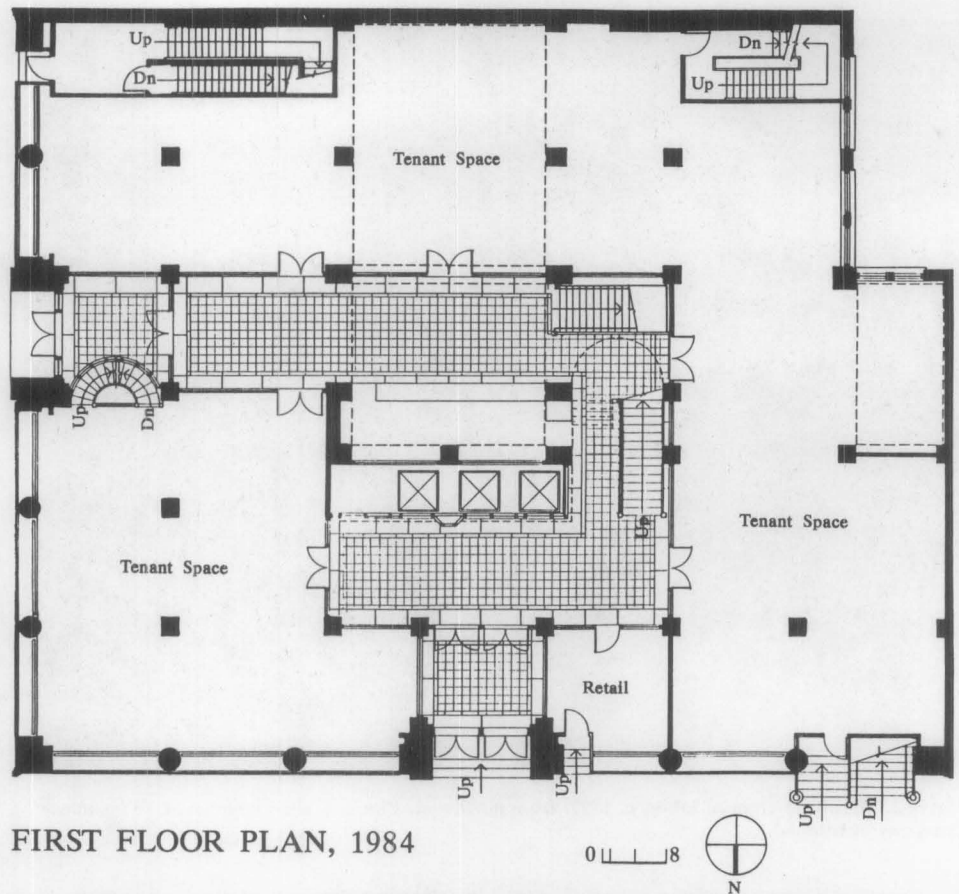 Up
Dn
Dn
Up
Tenant Space
Up
Dn
Up
Tenant Space
Tenant Space
Retail
Up
Up
Up
Dn
FIRST FLOOR PLAN, 1984
0 8
N